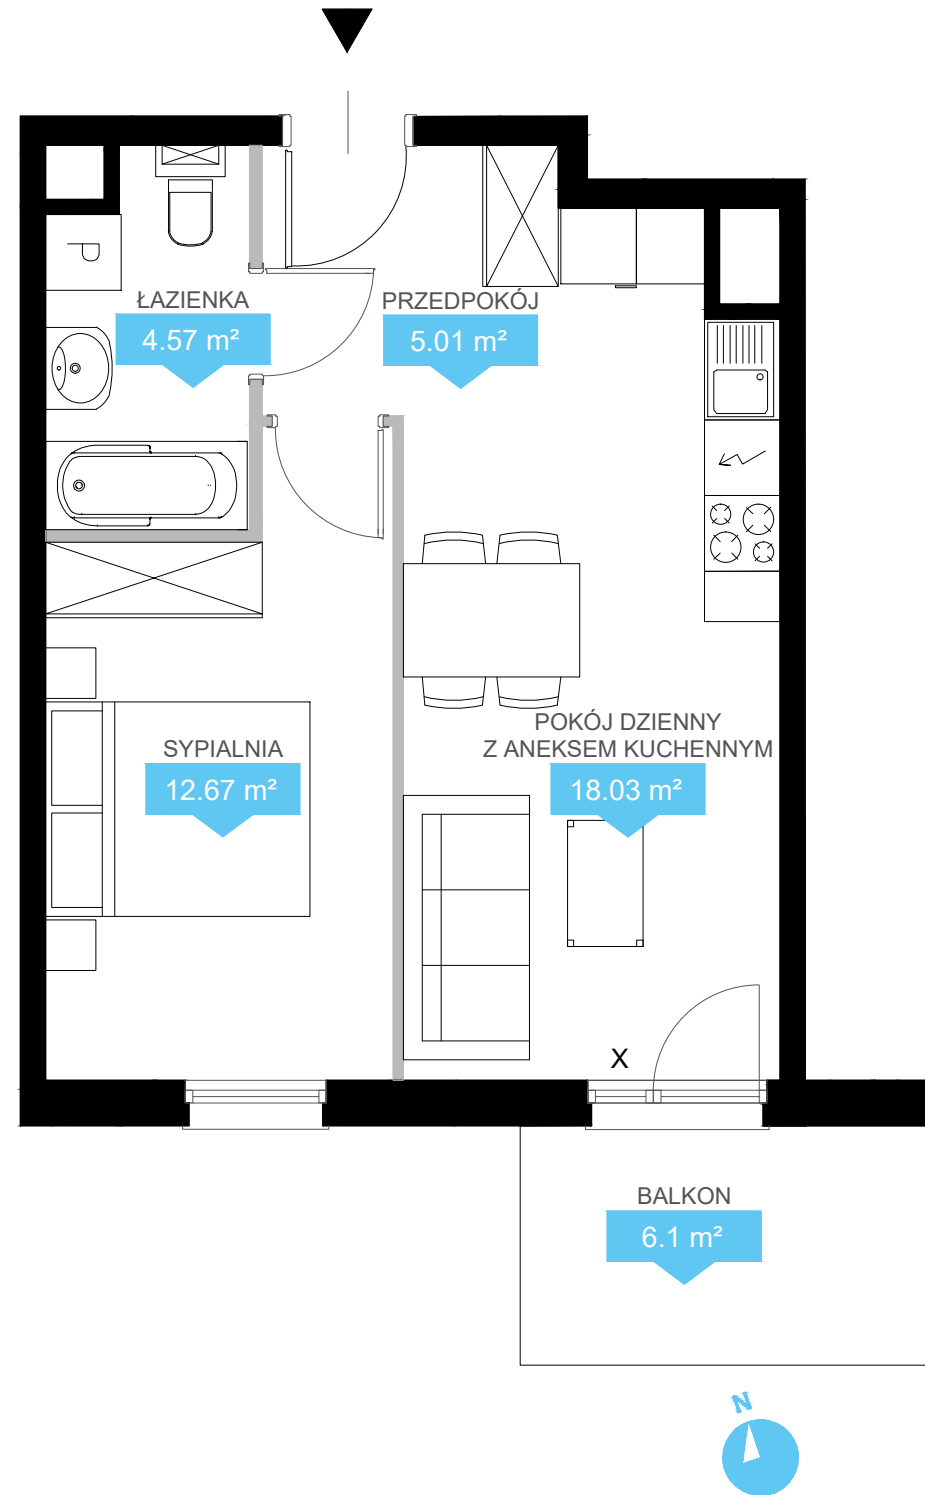 ŁAZIENKA
4.57 m²
PRZEDPOKÓJ
5.01 m²
P
SYPIALNIA
12.67 m²
POKÓJ DZIENNY
Z ANEKSEM KUCHENNYM
18.03 m²
X
BALKON
6.1 m²
N